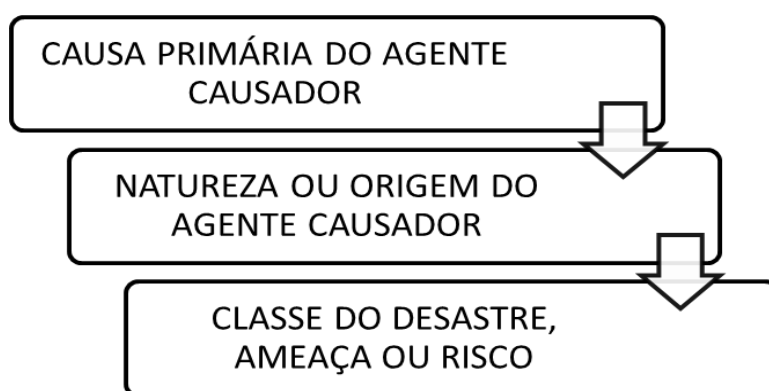 CAUSA PRIMÁRIA DO AGENTE
CAUSADOR
NATUREZA OU ORIGEM DO
AGENTE CAUSADOR
CLASSE DO DESASTRE,
AMEAÇA OU RISCO